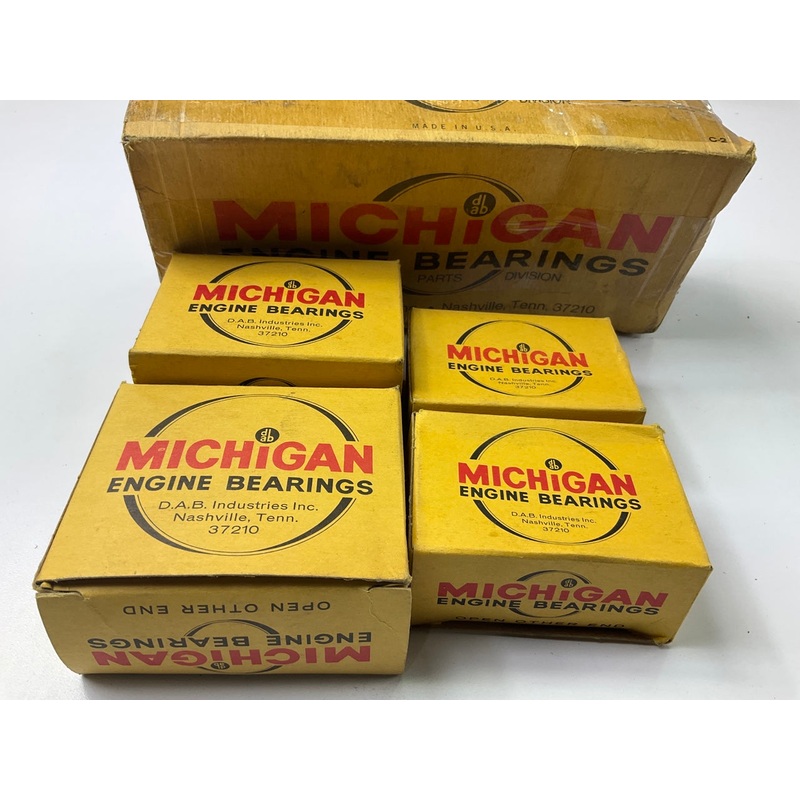 DIVISION
MADE IN U.S.A.
C-2
dab
MICHiGAN
ENGINE BEARINGS
PARTS DIVISION
Nashville, Tenn. 37210
dab
MICHiGAN
ENGINE BEARINGS
D.A.B. Industries Inc.
Nashville, Tenn.
37210
dab
MICHiGAN
ENGINE BEARINGS
D.A.B. Industries Inc.
Nashville, Tenn.
37210
dab
MICHiGAN
ENGINE BEARINGS
D.A.B. Industries Inc.
Nashville, Tenn.
37210
OPEN OTHER END
MICHiGAN
ENGINE BEARINGS
dab
MICHiGAN
ENGINE BEARINGS
D.A.B. Industries Inc.
Nashville, Tenn.
37210
dab
MICHiGAN
ENGINE BEARINGS
OPEN OTHER END